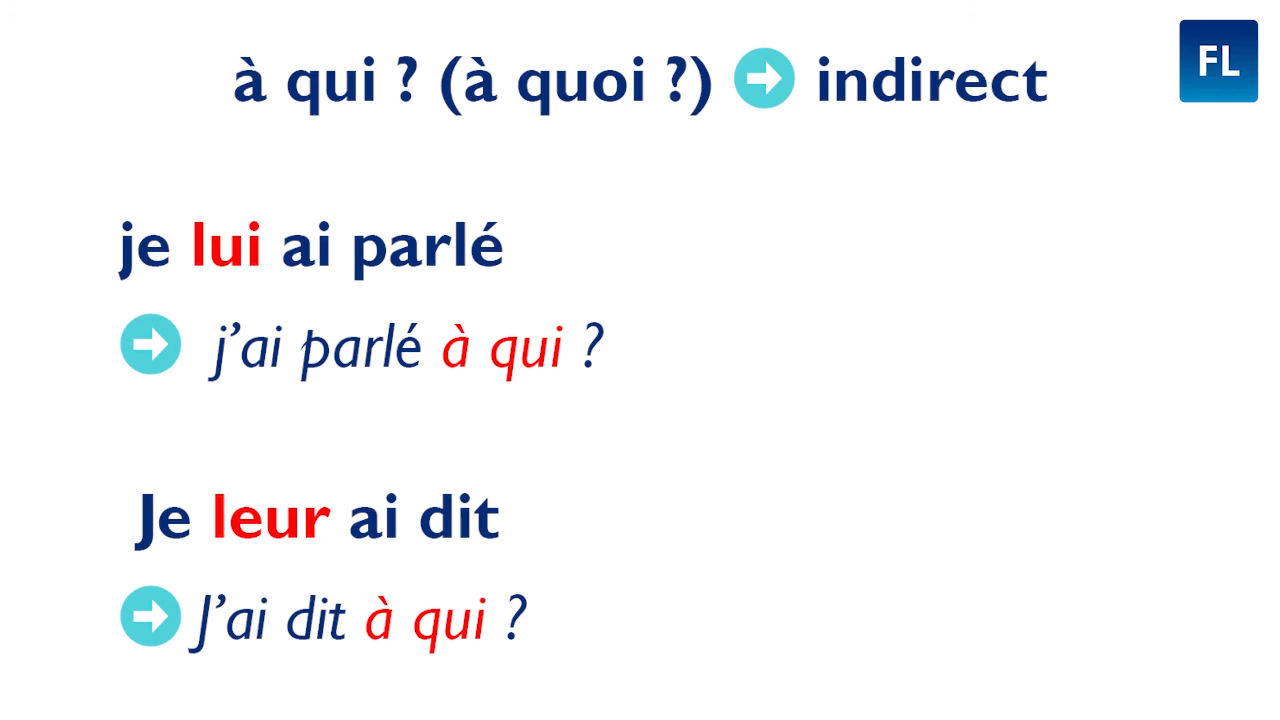 à qui ? (à quoi ?) ➡ indirect
FL
je lui ai parlé
➡ j’ai parlé à qui ?
Je leur ai dit
➡ J’ai dit à qui ?